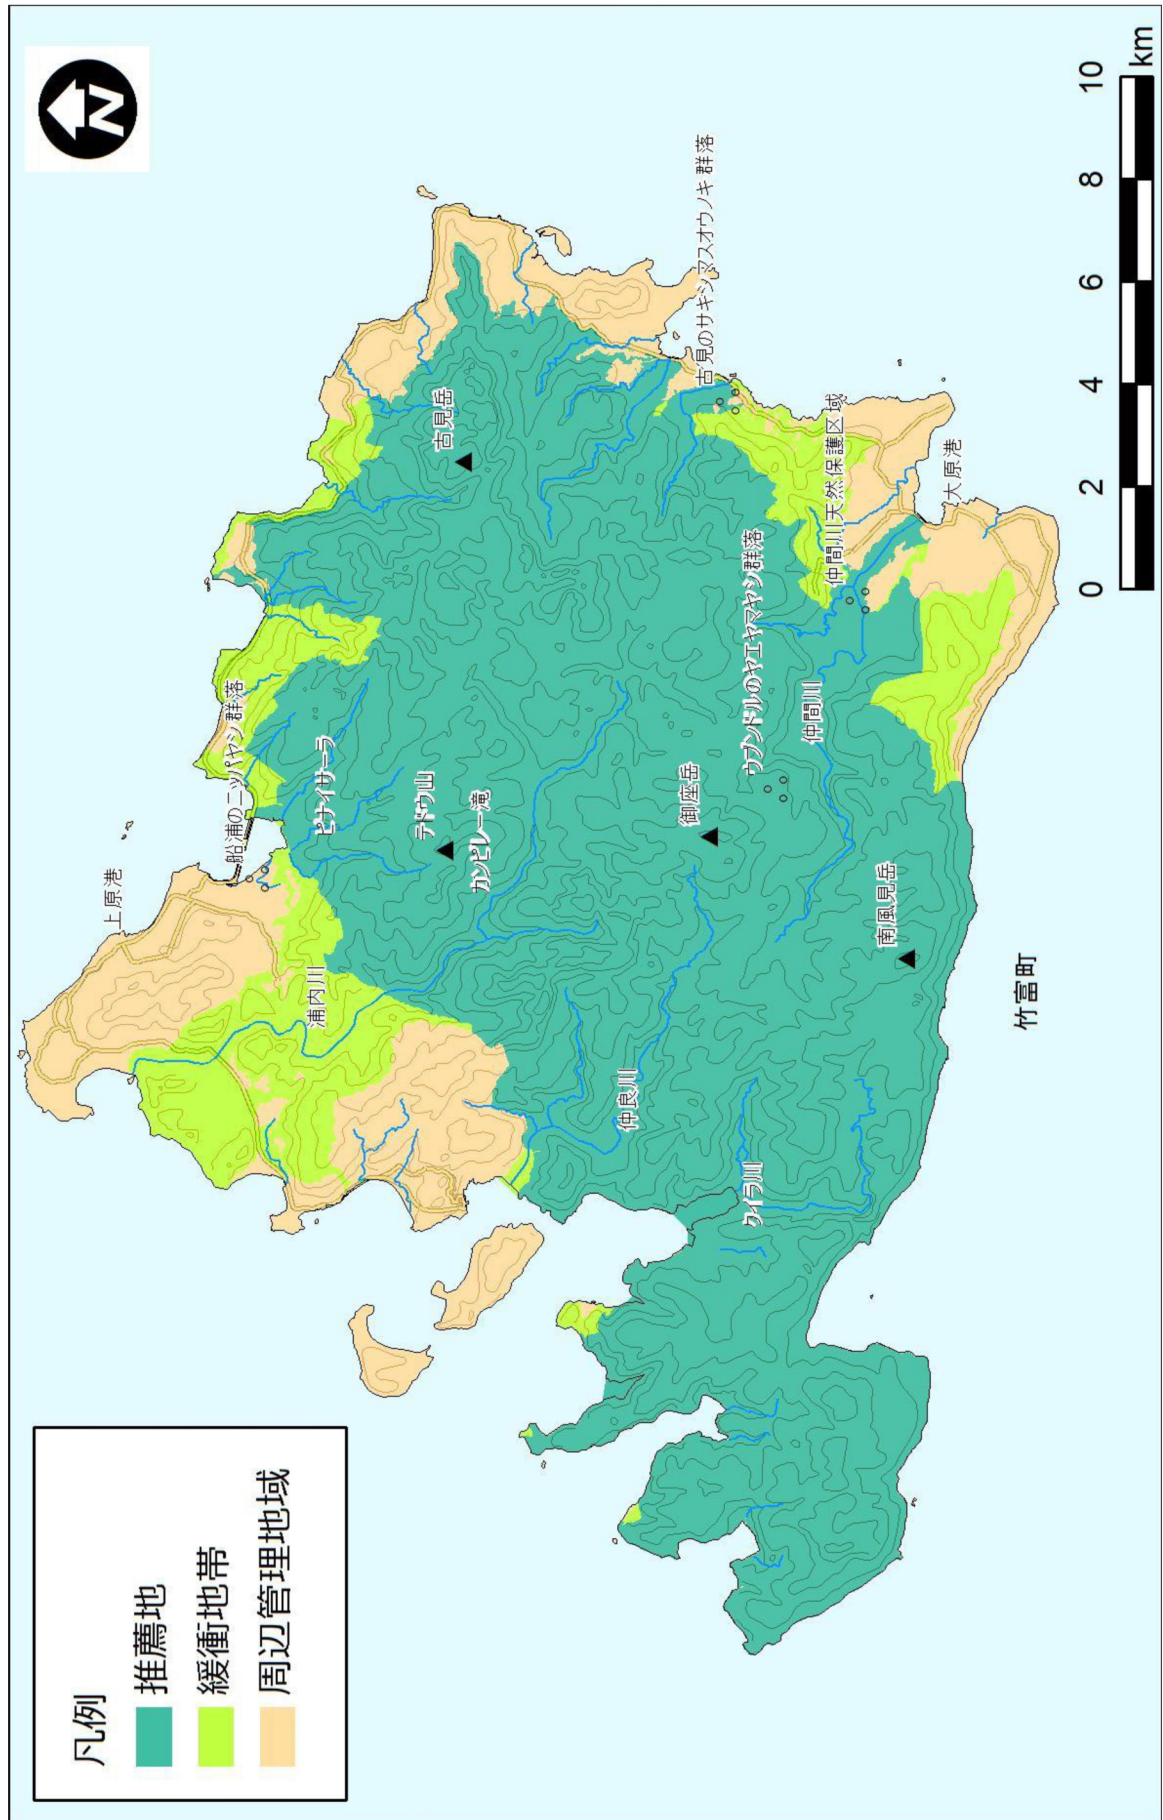 凡例
推薦地
緩衝地帯
周辺管理地域
N
上原港
船浦のニッパヤシ群落
浦内川
ピナイサーラ
テドウ山
カンピレー滝
古見岳
古見のサキシマスオウノキ群落
仲良川
御座岳
ウブンドルのヤエヤマヤシ群落
クイラ川
仲間川
仲間川天然保護区域
南風見岳
大原港
竹富町
0 2 4 6 8 10
km